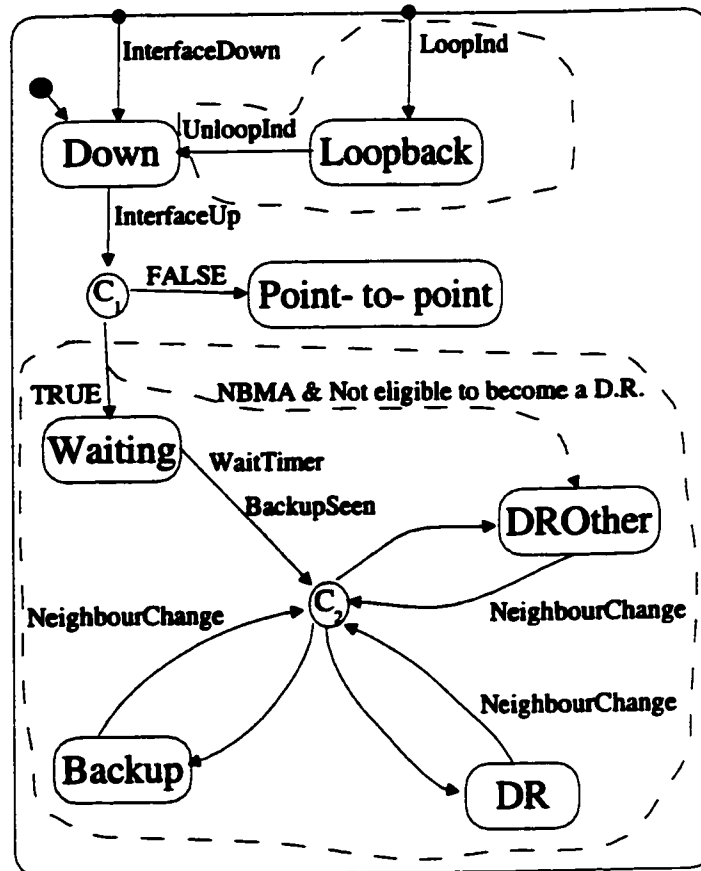 InterfaceDown
LoopInd
UnloopInd
Down
Loopback
InterfaceUp
FALSE
C1
Point- to- point
TRUE
NBMA & Not eligible to become a D.R.
Waiting
WaitTimer
BackupSeen
DROther
C2
NeighbourChange
NeighbourChange
NeighbourChange
Backup
DR